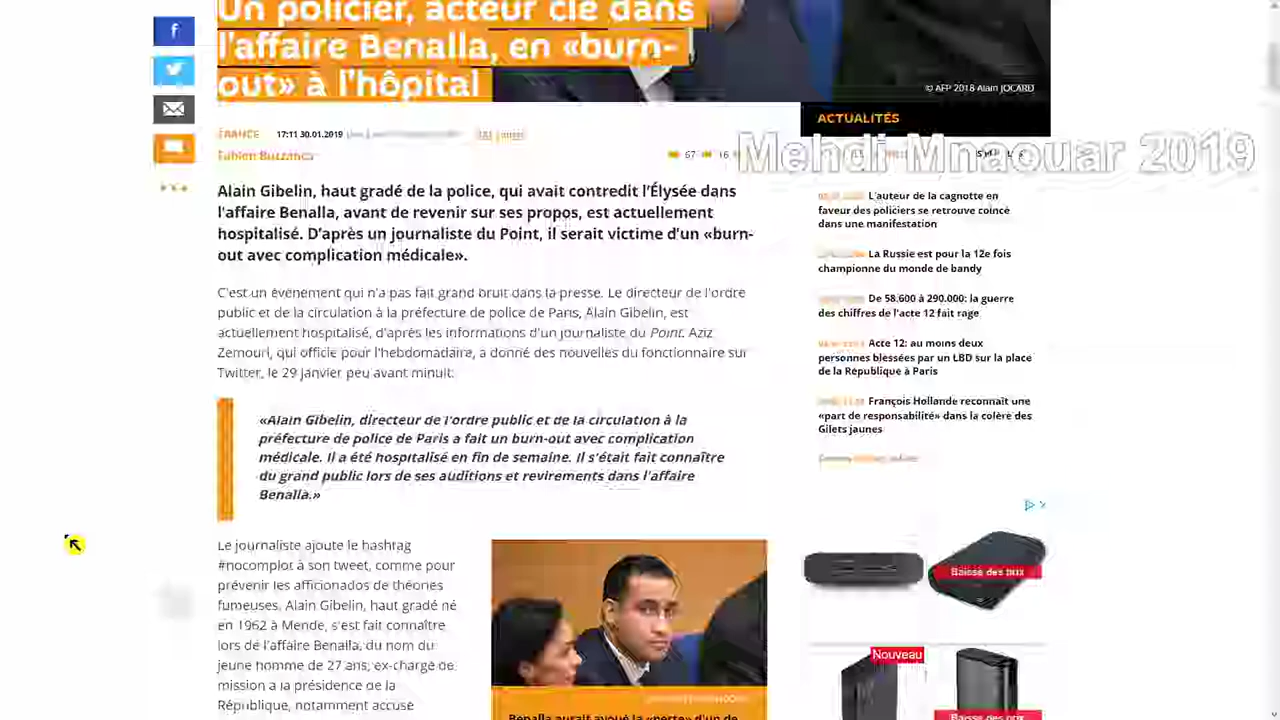 Un policier, acteur clé dans
l'affaire Benalla, en «burn-
out» à l'hôpital
© AFP 2018 Alain JOCARD
FRANCE 17:11 30.01.2019
Fabien Buzzanca
67 16
Alain Gibelin, haut gradé de la police, qui avait contredit l'Élysée dans
l'affaire Benalla, avant de revenir sur ses propos, est actuellement
hospitalisé. D'après un journaliste du Point, il serait victime d'un «burn-
out avec complication médicale».
C'est un événement qui n'a pas fait grand bruit dans la presse. Le directeur de l'ordre
public et de la circulation à la préfecture de police de Paris, Alain Gibelin, est
actuellement hospitalisé, d'après les informations d'un journaliste du Point. Aziz
Zemouri, qui officie pour l'hebdomadaire, a donné des nouvelles du fonctionnaire sur
Twitter, le 29 janvier peu avant minuit:
«Alain Gibelin, directeur de l'ordre public et de la circulation à la
préfecture de police de Paris a fait un burn-out avec complication
médicale. Il a été hospitalisé en fin de semaine. Il s'était fait connaître
du grand public lors de ses auditions et revirements dans l'affaire
Benalla.»
Le journaliste ajoute le hashtag
#nocomplot à son tweet, comme pour
prévenir les afficionados de théories
fumeuses. Alain Gibelin, haut gradé né
en 1962 à Mende, s'est fait connaître
lors de l'affaire Benalla, du nom du
jeune homme de 27 ans, ex-chargé de
mission à la présidence de la
République, notamment accusé
Benalla aurait avoué la «perte» d'un de
ACTUALITÉS
Mehdi Mnaouar 2019
L'auteur de la cagnotte en
faveur des policiers se retrouve coincé
dans une manifestation
La Russie est pour la 12e fois
championne du monde de bandy
De 58.600 à 290.000: la guerre
des chiffres de l'acte 12 fait rage
Acte 12: au moins deux
personnes blessées par un LBD sur la place
de la République à Paris
François Hollande reconnaît une
«part de responsabilité» dans la colère des
Gilets jaunes
Baisse des prix
Nouveau
Baisse des prix